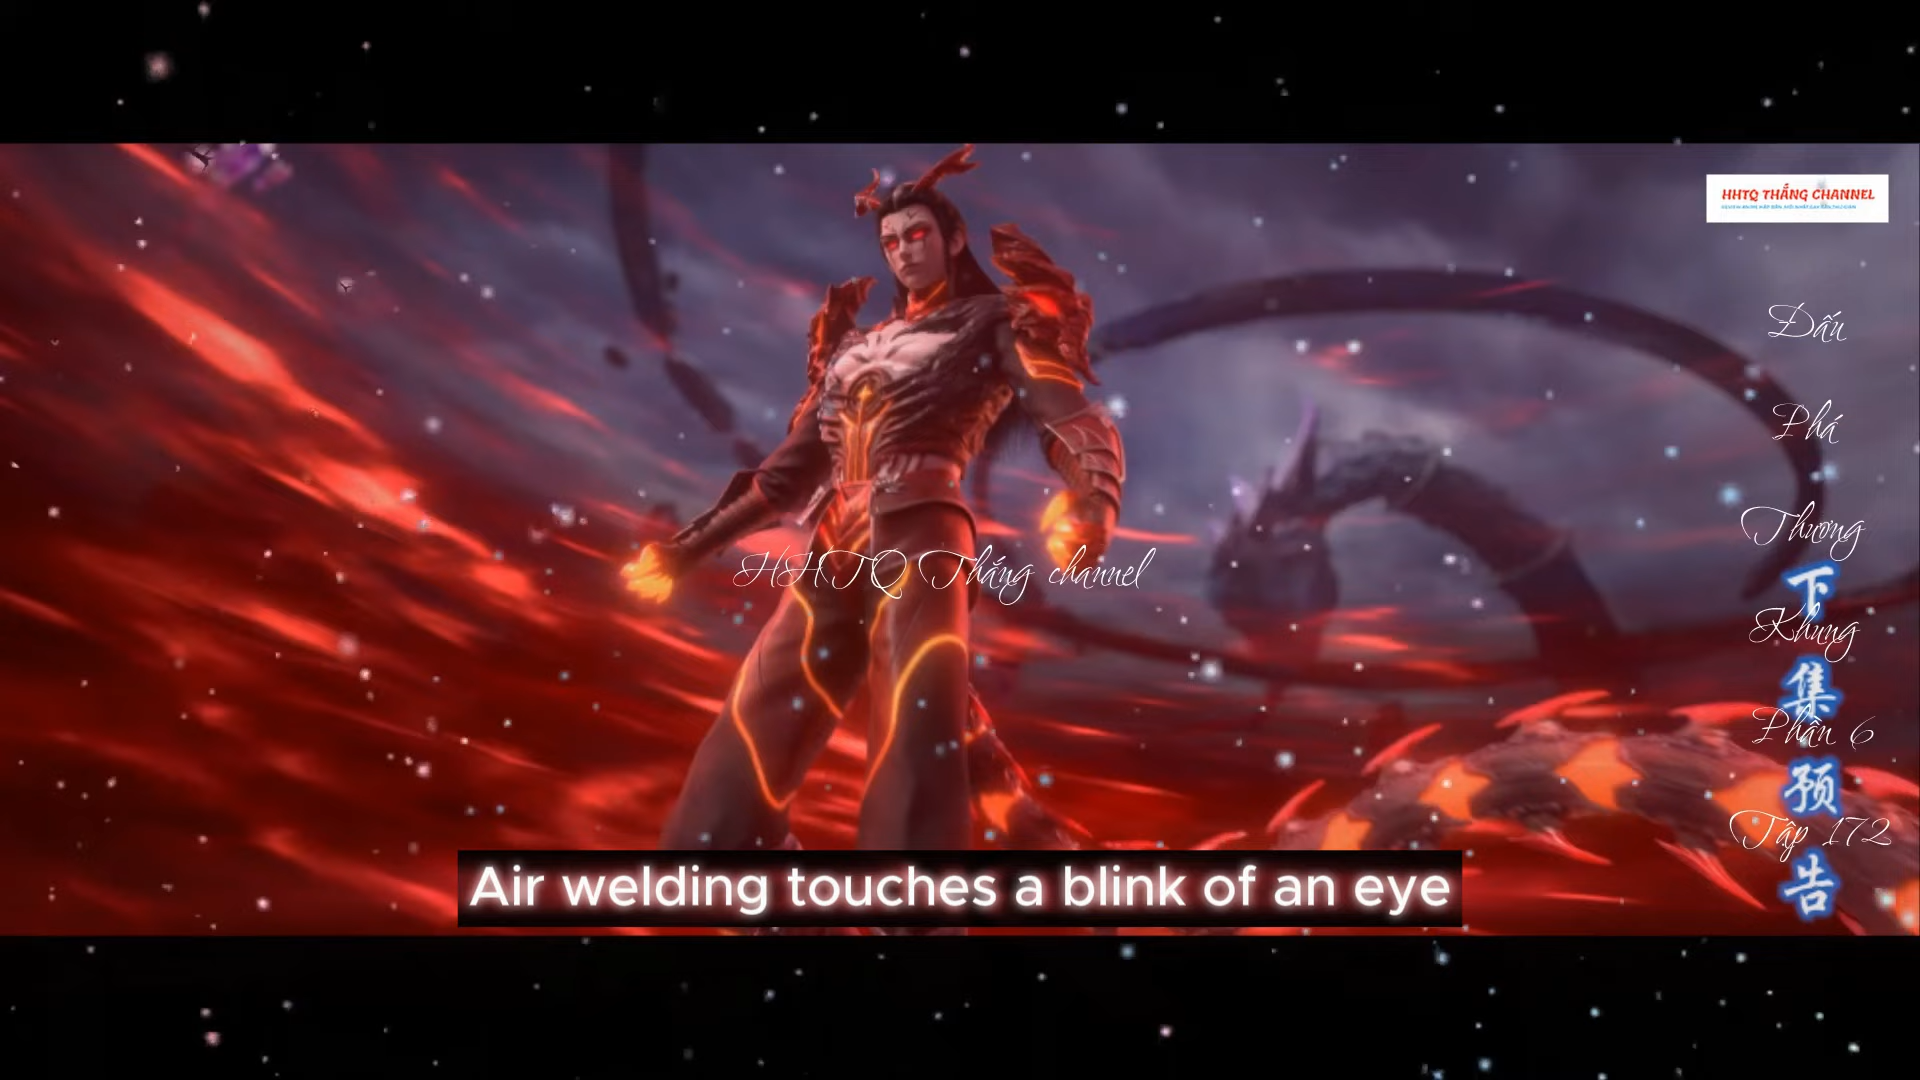 HHTQ THẮNG CHANNEL
Đấu
Phá
Thương
Khung
Phần 6
Tập 172
下
集
预
告
HHTQ Thắng channel
Air welding touches a blink of an eye